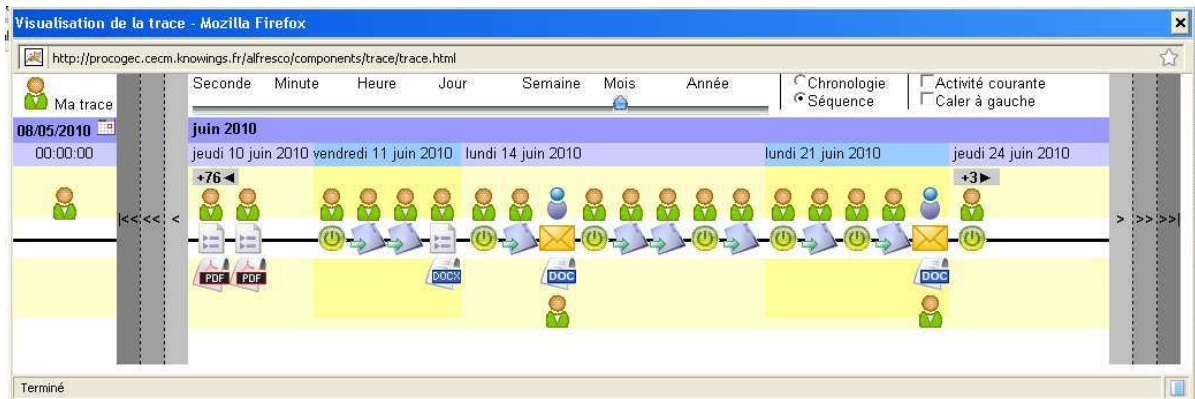 Visualisation de la trace - Mozilla Firefox
http://procogec.cecm.knowings.fr/alfresco/components/trace/trace.html
Seconde Minute Heure Jour Semaine Mois Année
Chronologie
Séquence
Activité courante
Caler à gauche
Ma trace
08/05/2010 juin 2010
00:00:00 jeudi 10 juin 2010 vendredi 11 juin 2010 lundi 14 juin 2010 lundi 21 juin 2010 jeudi 24 juin 2010
+76◄ +3►
|<< << < > >> >>|
PDF PDF DOCX DOC DOC
Terminé